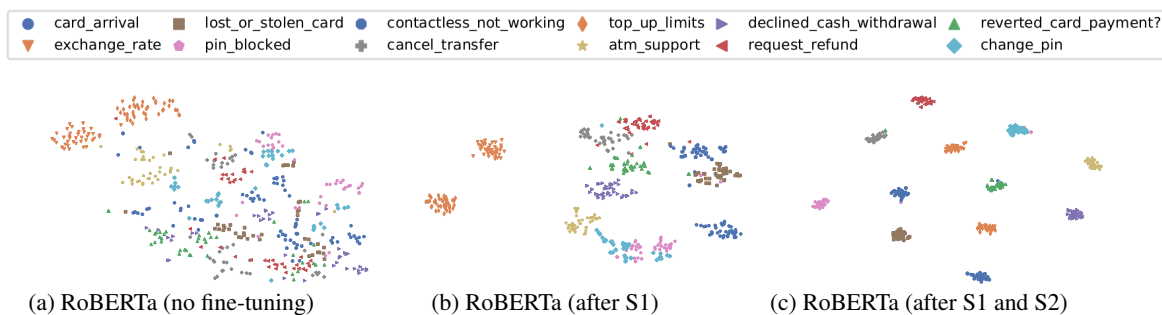 card_arrival lost_or_stolen_card contactless_not_working top_up_limits declined_cash_withdrawal reverted_card_payment?
exchange_rate pin_blocked cancel_transfer atm_support request_refund change_pin
(a) RoBERTa (no fine-tuning) (b) RoBERTa (after S1) (c) RoBERTa (after S1 and S2)